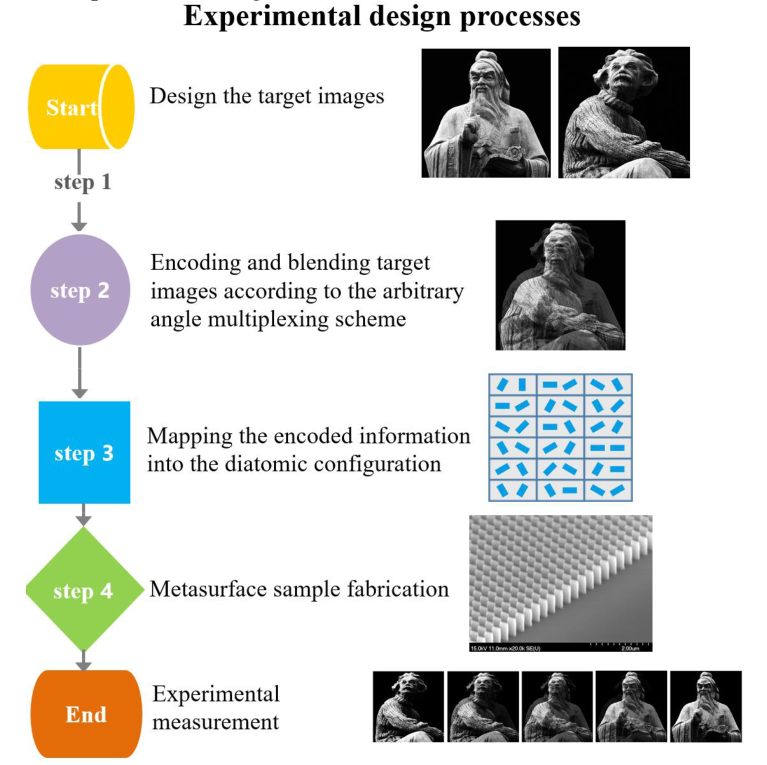 Experimental design processes
Start
Design the target images
step 1
step 2
Encoding and blending target
images according to the arbitrary
angle multiplexing scheme
step 3
Mapping the encoded information
into the diatomic configuration
step 4
Metasurface sample fabrication
15.0kV 11.0mm x20.0k SE(U)
2.00um
End
Experimental
measurement